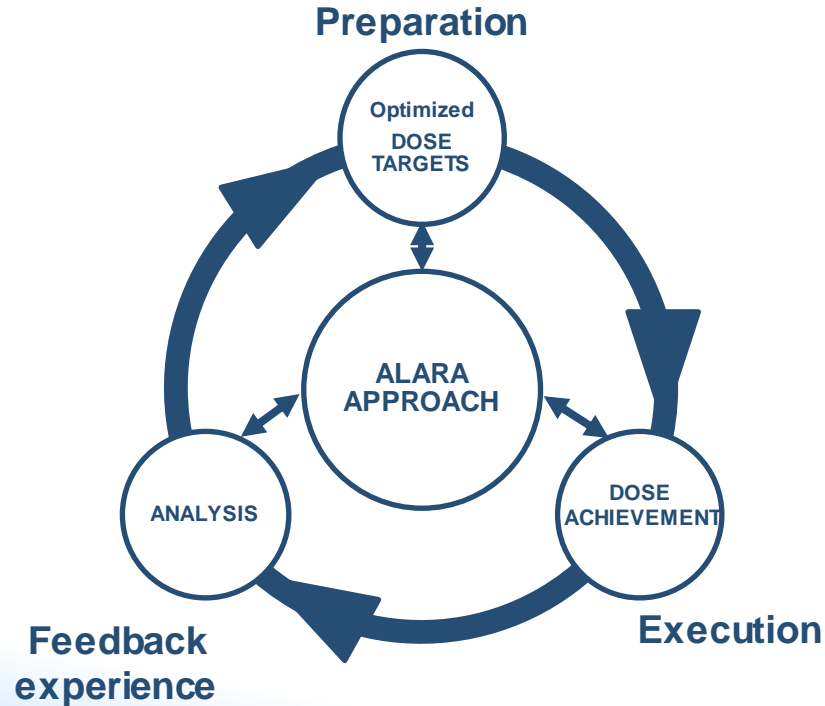 Preparation
Optimized
DOSE
TARGETS
ALARA
APPROACH
ANALYSIS
DOSE
ACHIEVEMENT
Feedback
experience
Execution